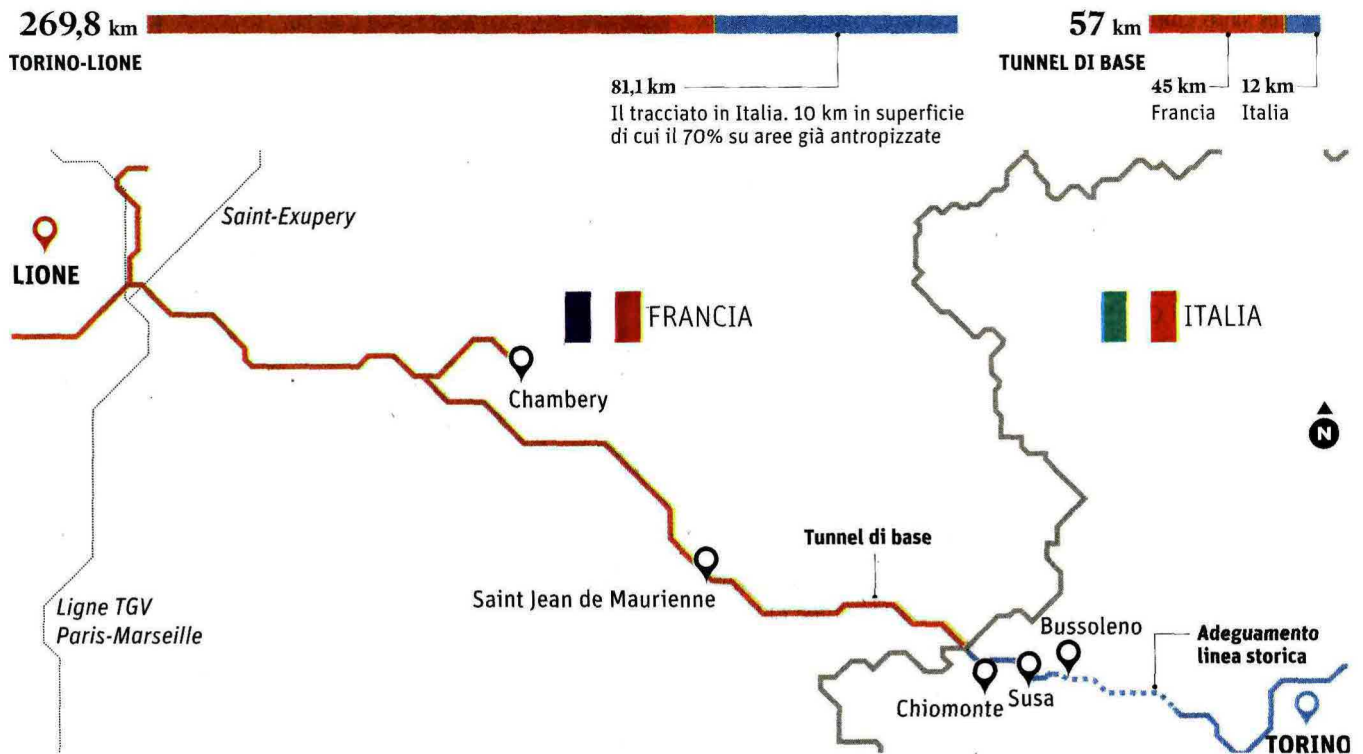 269,8 km
TORINO-LIONE
81,1 km
Il tracciato in Italia. 10 km in superficie
di cui il 70% su aree già antropizzate
57 km
TUNNEL DI BASE
45 km
Francia
12 km
Italia
Saint-Exupery
LIONE
FRANCIA
ITALIA
Chambery
N
Tunnel di base
Saint Jean de Maurienne
Ligne TGV
Paris-Marseille
Bussoleno
Adeguamento
linea storica
Chiomonte
Susa
TORINO